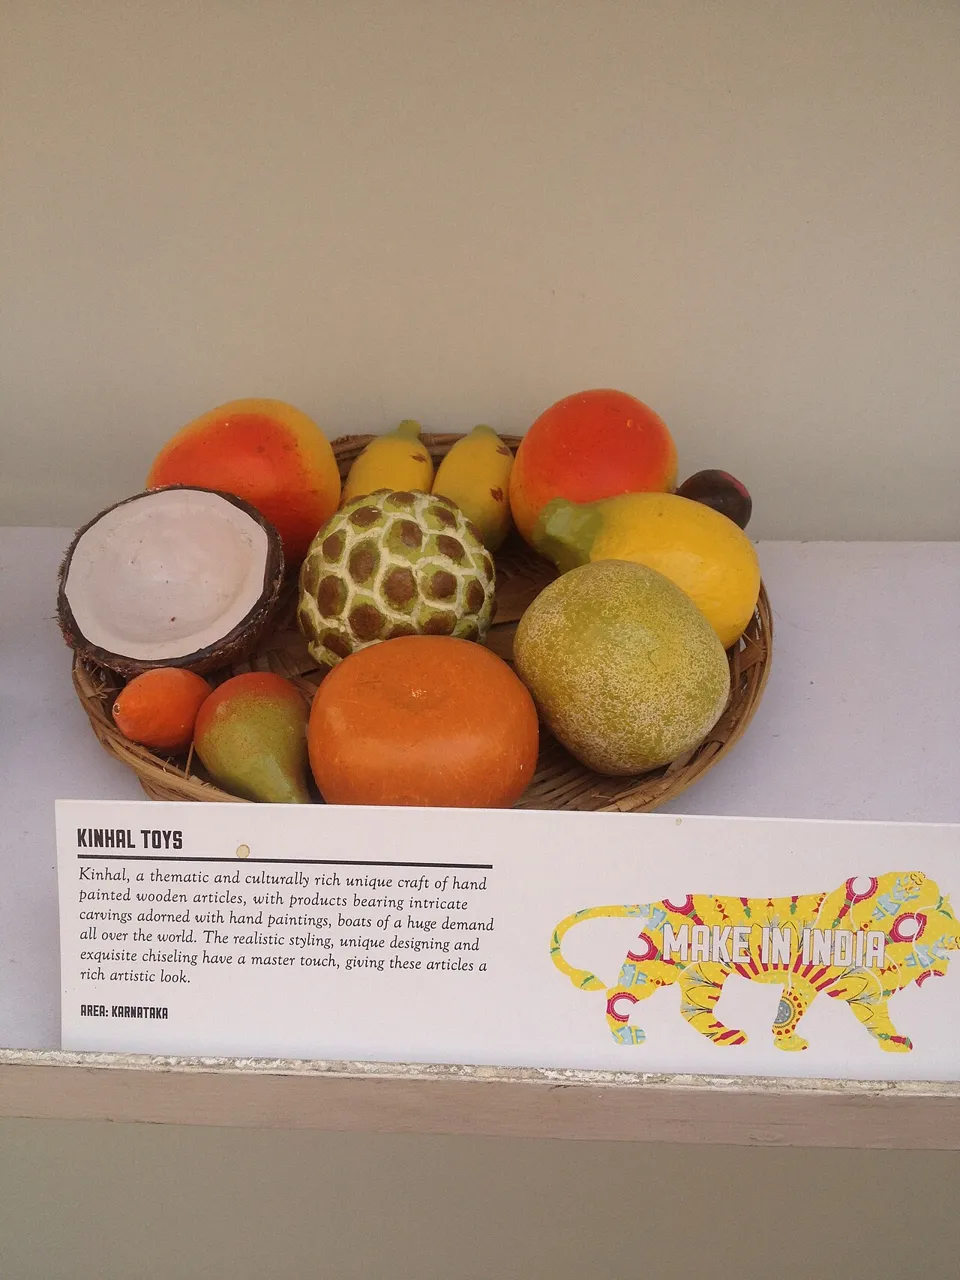 KINHAL TOYS
Kinhal, a thematic and culturally rich unique craft of hand
painted wooden articles, with products bearing intricate
carvings adorned with hand paintings, boats of a huge demand
all over the world. The realistic styling, unique designing and
exquisite chiseling have a master touch, giving these articles a
rich artistic look.
AREA: KARNATAKA
MAKE IN INDIA